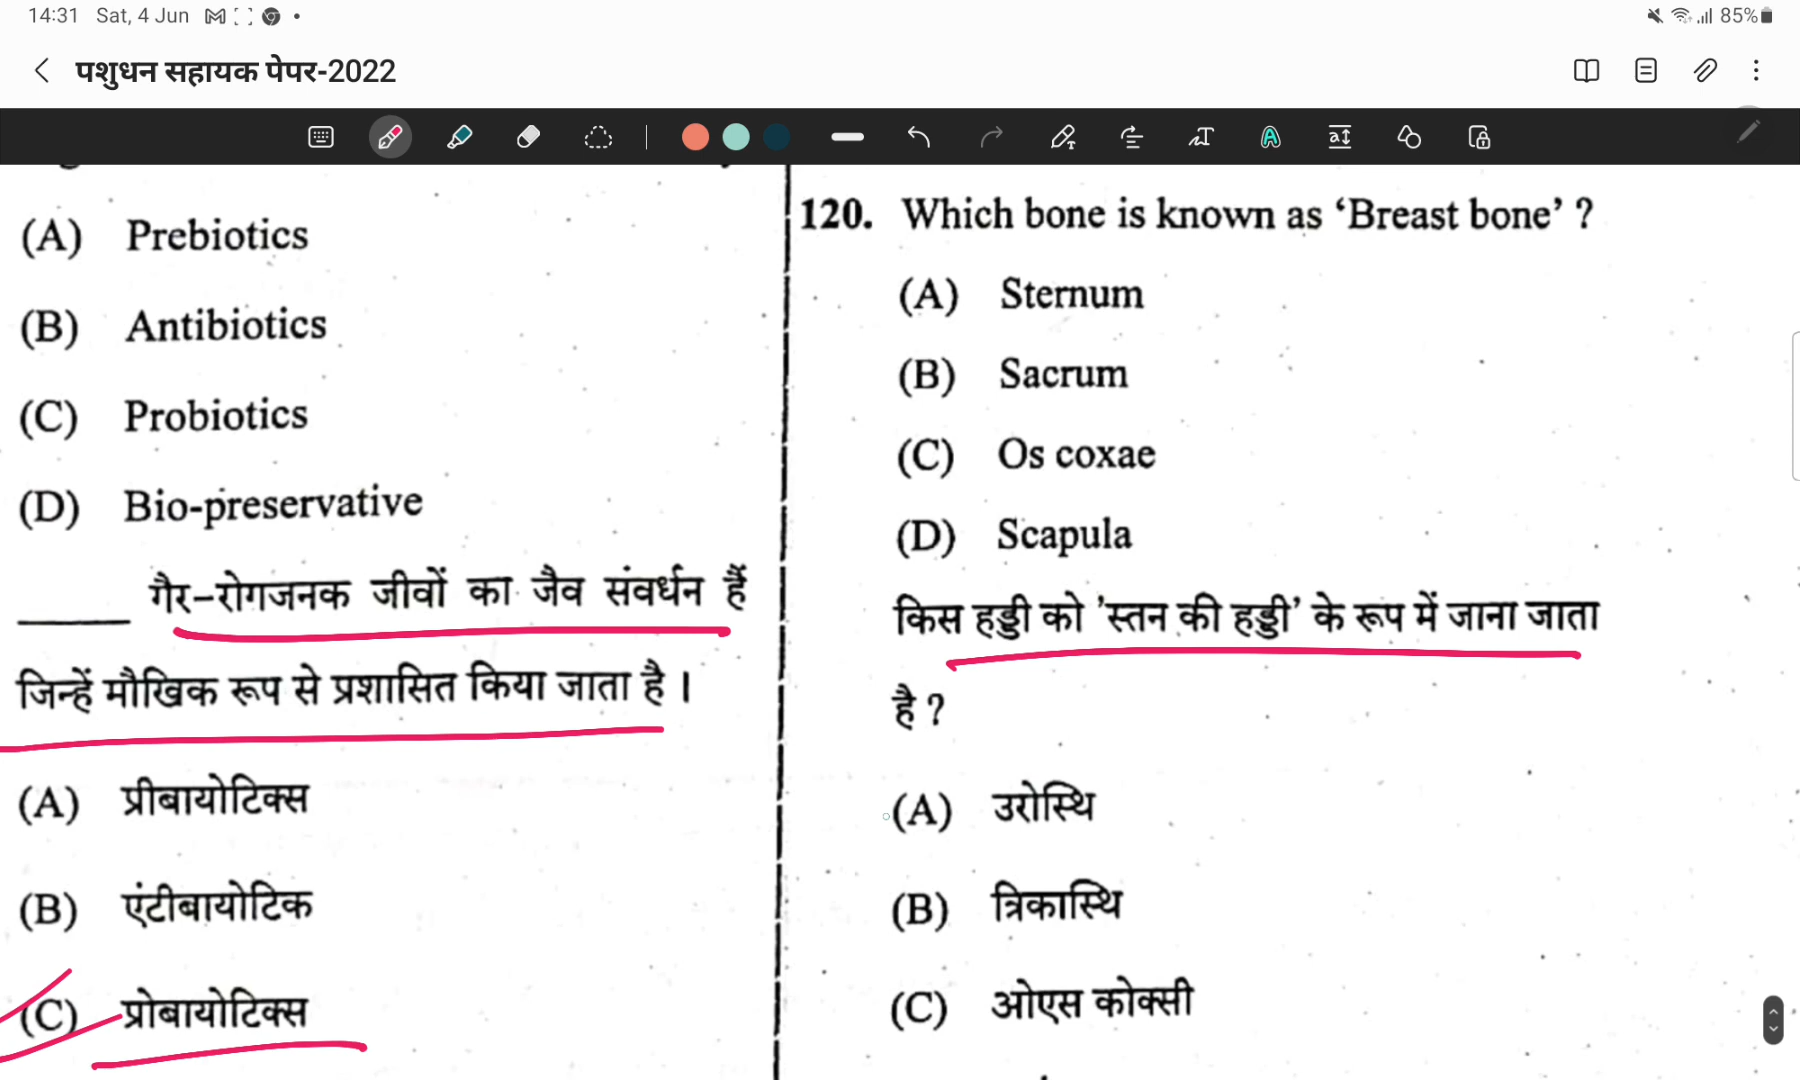 14:31 Sat, 4 Jun
85%
पशुधन सहायक पेपर-2022
(A) Prebiotics
(B) Antibiotics
(C) Probiotics
(D) Bio-preservative
_____ गैर-रोगजनक जीवों का जैव संवर्धन हैं
जिन्हें मौखिक रूप से प्रशासित किया जाता है ।
(A) प्रीबायोटिक्स
(B) एंटीबायोटिक
(C) प्रोबायोटिक्स
120. Which bone is known as ‘Breast bone’ ?
(A) Sternum
(B) Sacrum
(C) Os coxae
(D) Scapula
किस हड्डी को ’स्तन की हड्डी’ के रूप में जाना जाता
है ?
(A) उरोस्थि
(B) त्रिकास्थि
(C) ओएस कोक्सी